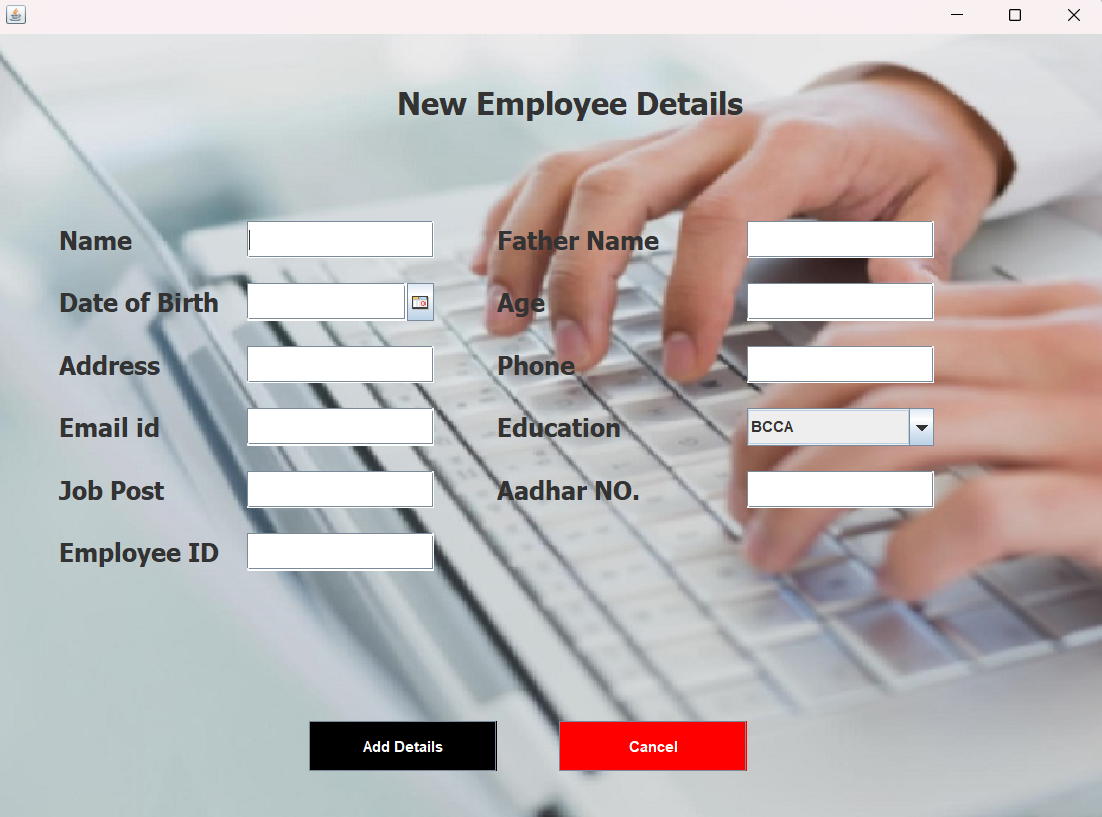 New Employee Details
Name
Father Name
Date of Birth
Age
Address
Phone
Email id
Education
BCCA
Job Post
Aadhar NO.
Employee ID
Add Details
Cancel